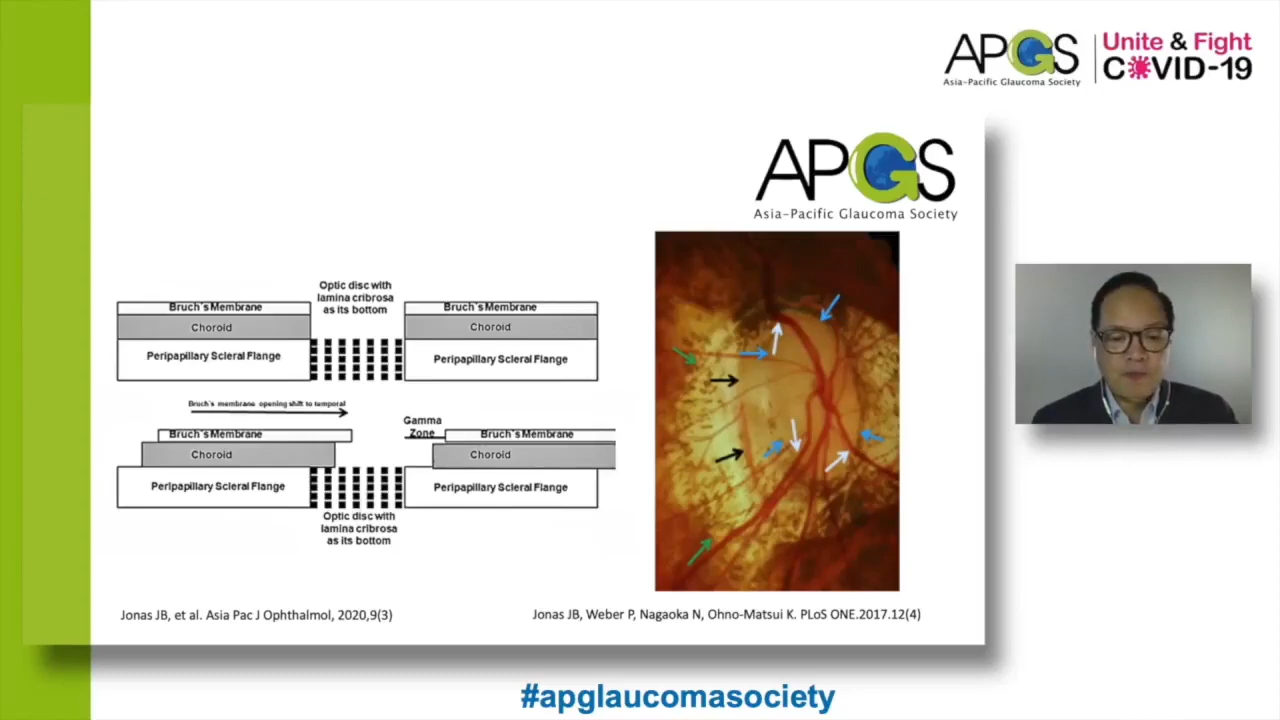 APGS
Asia-Pacific Glaucoma Society
Unite & Fight
COVID-19
APGS
Asia-Pacific Glaucoma Society
Optic disc with
lamina cribrosa
as its bottom
Bruch's Membrane
Bruch's Membrane
Choroid
Choroid
Peripapillary Scleral Flange
Peripapillary Scleral Flange
Bruch's membrane opening shift to temporal
Gamma
Zone
Bruch's Membrane
Bruch's Membrane
Choroid
Choroid
Peripapillary Scleral Flange
Peripapillary Scleral Flange
Optic disc with
lamina cribrosa
as its bottom
Jonas JB, et al. Asia Pac J Ophthalmol, 2020,9(3)
Jonas JB, Weber P, Nagaoka N, Ohno-Matsui K. PLoS ONE.2017.12(4)
#apglaucomasociety